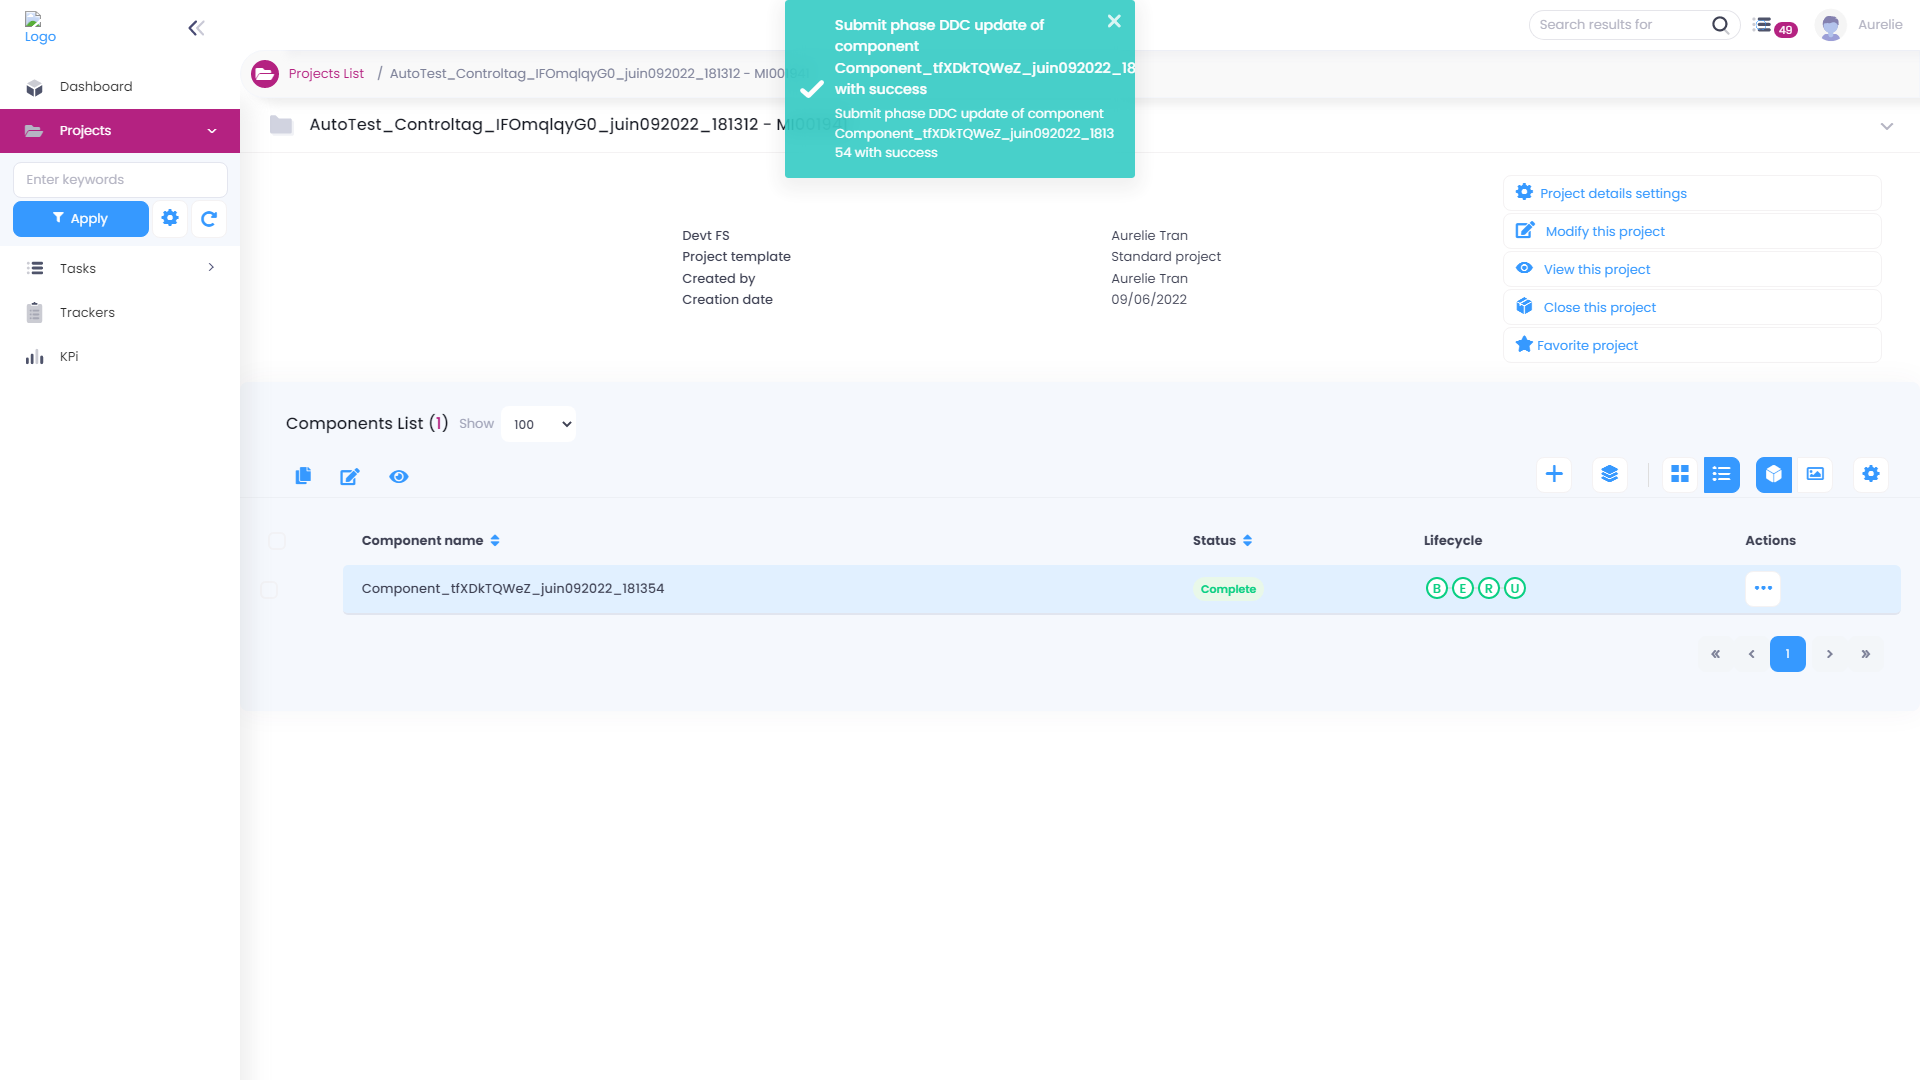 Logo
Submit phase DDC update of
component
Component_tfXDkTQWeZ_juin092022_18
with success
Submit phase DDC update of component
Component_tfXDkTQWeZ_juin092022_1813
54 with success
Search results for
49
Aurelie
Projects List / AutoTest_Controltag_IFOmqlqyG0_juin092022_181312 - MI001941
AutoTest_Controltag_IFOmqlqyG0_juin092022_181312 - MI001941
Dashboard
Projects
Enter keywords
Apply
Tasks
Trackers
KPi
Devt FS Aurelie Tran
Project template Standard project
Created by Aurelie Tran
Creation date 09/06/2022
Project details settings
Modify this project
View this project
Close this project
Favorite project
Components List (1) Show 100
Component name Status Lifecycle Actions
Component_tfXDkTQWeZ_juin092022_181354 Complete B E R U
« ‹ 1 › »